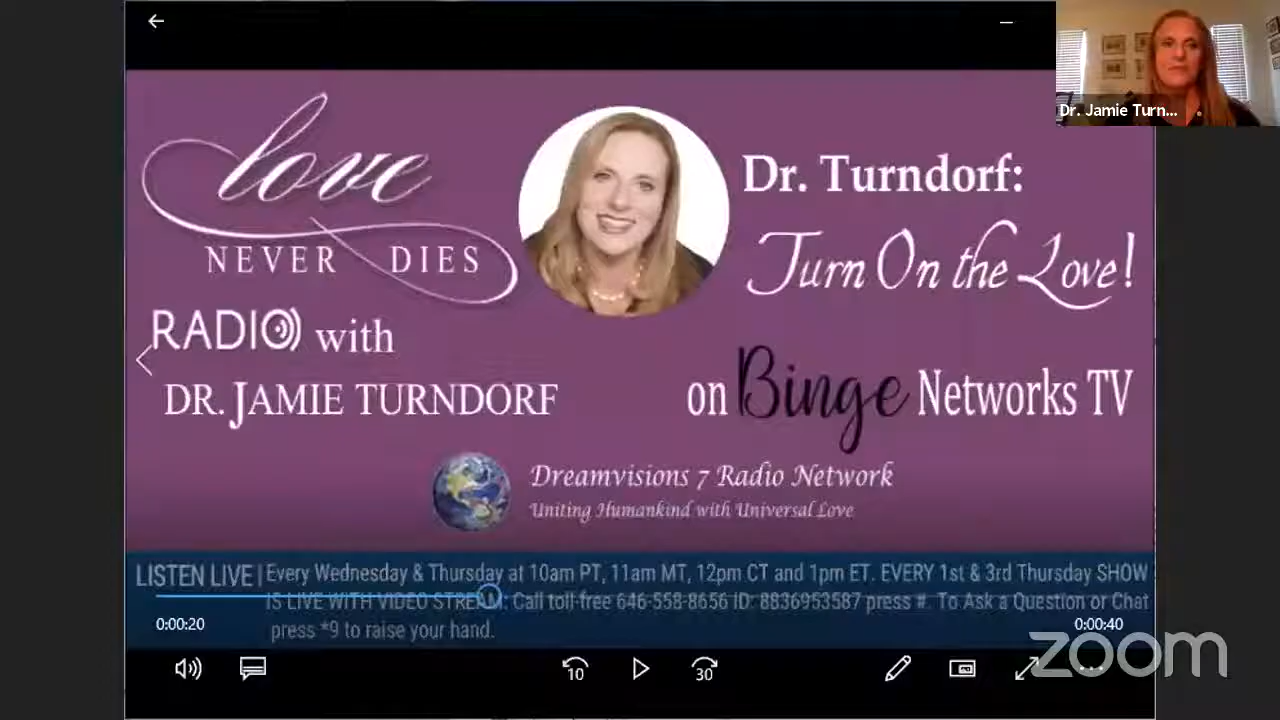 Dr. Jamie Turn...
love
NEVER DIES
RADIO with
DR. JAMIE TURNDORF
Dr. Turndorf:
Turn On the Love!
on Binge Networks TV
Dreamvisions 7 Radio Network
Uniting Humankind with Universal Love
LISTEN LIVE | Every Wednesday & Thursday at 10am PT, 11am MT, 12pm CT and 1pm ET. EVERY 1st & 3rd Thursday SHOW
IS LIVE WITH VIDEO STREAM: Call toll-free 646-558-8656 ID: 8836953587 press #. To Ask a Question or Chat
press *9 to raise your hand.
0:00:20
0:00:40
10
30
zoom